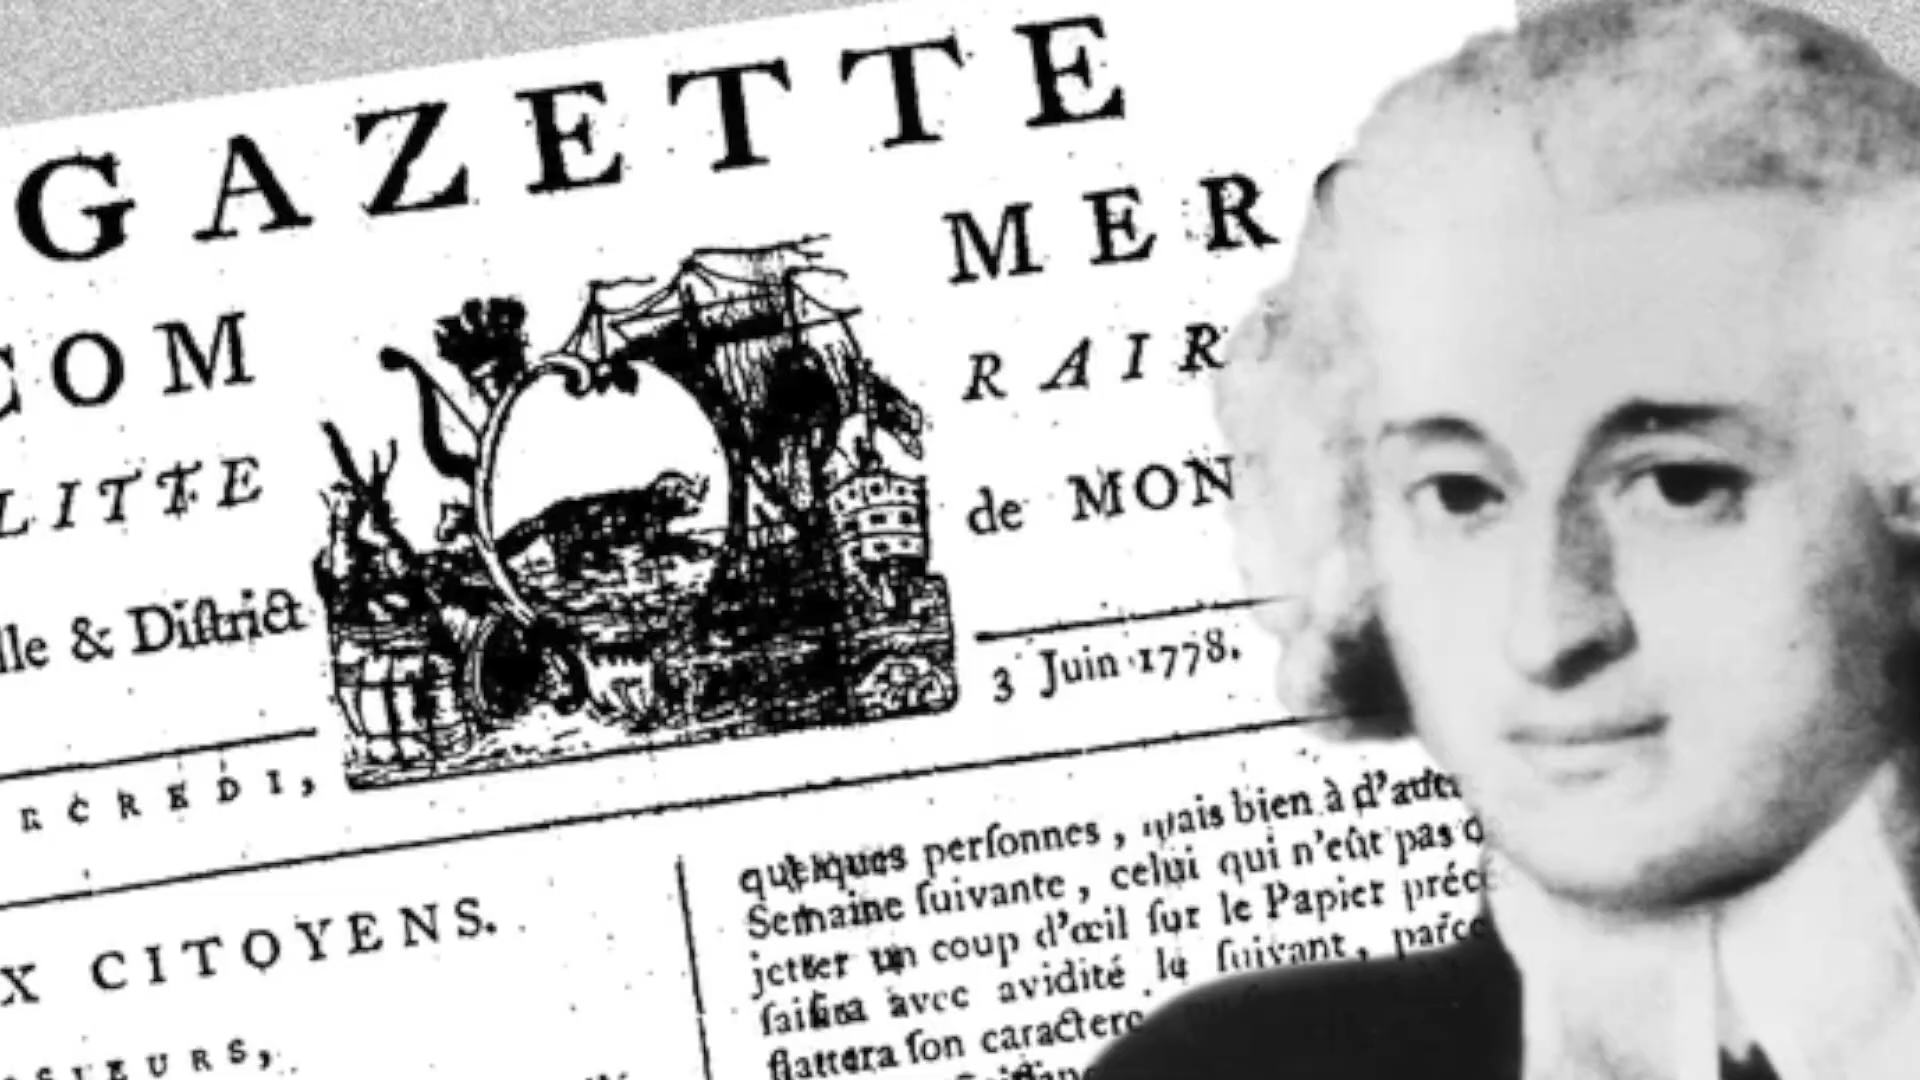 GAZETTE
COM
MER
LITTE
RAIR
lle & Diſtrict
de MON
RCREDI,
3 Juin 1778.
X CITOYENS.
SIEURS,
quelques perſonnes, mais bien à d'autr
Semaine ſuivante, celui qui n'eût pas d
jetter un coup d'œil ſur le Papier préc
ſaiſira avec avidité le ſuivant, parce
flattera ſon caractere